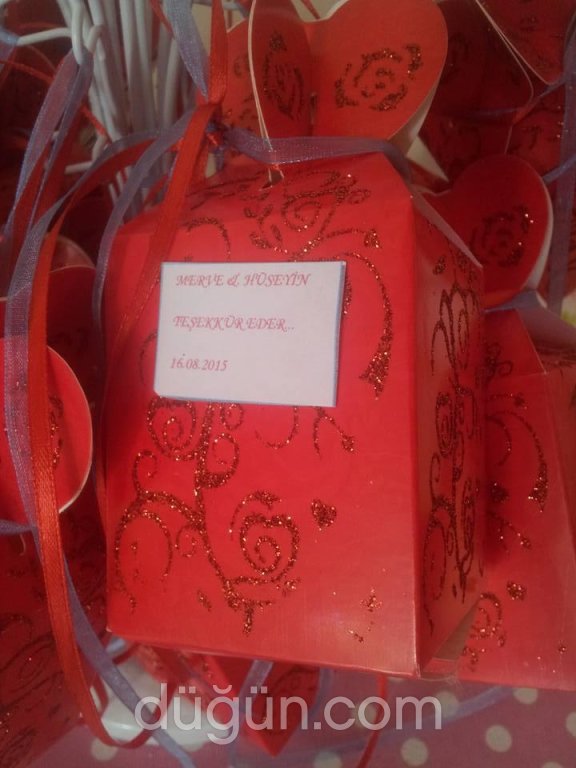 MERVE & HÜSEYİN
TEŞEKKÜR EDER...
16.08.2015
düğün.com